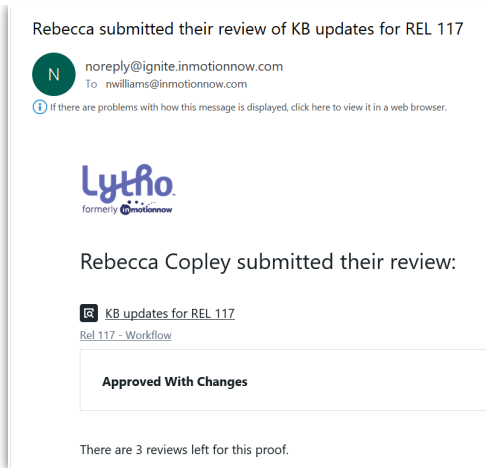 Rebecca submitted their review of KB updates for REL 117
N
noreply@ignite.inmotionnow.com
To nwilliams@inmotionnow.com
i If there are problems with how this message is displayed, click here to view it in a web browser.
Lytho
formerly inmotionnow
Rebecca Copley submitted their review:
KB updates for REL 117
Rel 117 - Workflow
Approved With Changes
There are 3 reviews left for this proof.